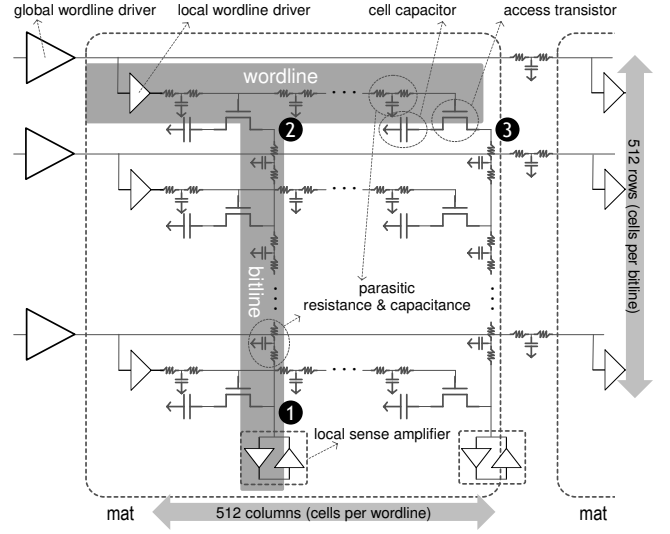 global wordline driver
local wordline driver
cell capacitor
access transistor
wordline
2
3
512 rows (cells per bitline)
bitline
parasitic
resistance & capacitance
1
local sense amplifier
mat
512 columns (cells per wordline)
mat